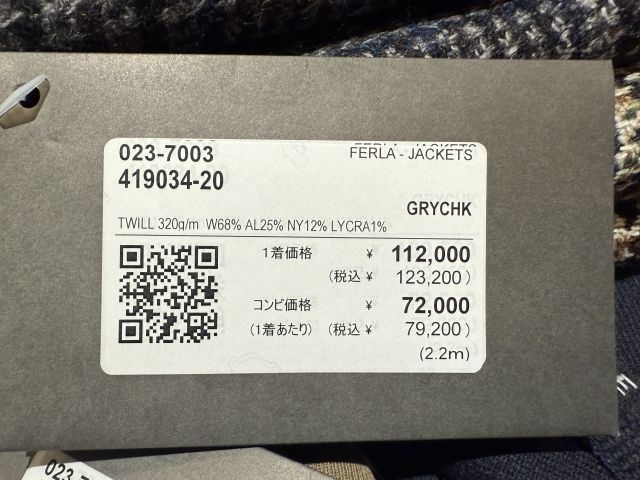 023-7003
FERLA - JACKETS
419034-20
GRYCHK
TWILL 320g/m W68% AL25% NY12% LYCRA1%
1着価格 ¥ 112,000
(税込 ¥ 123,200)
コンビ価格 ¥ 72,000
(1着あたり) (税込 ¥ 79,200)
(2.2m)